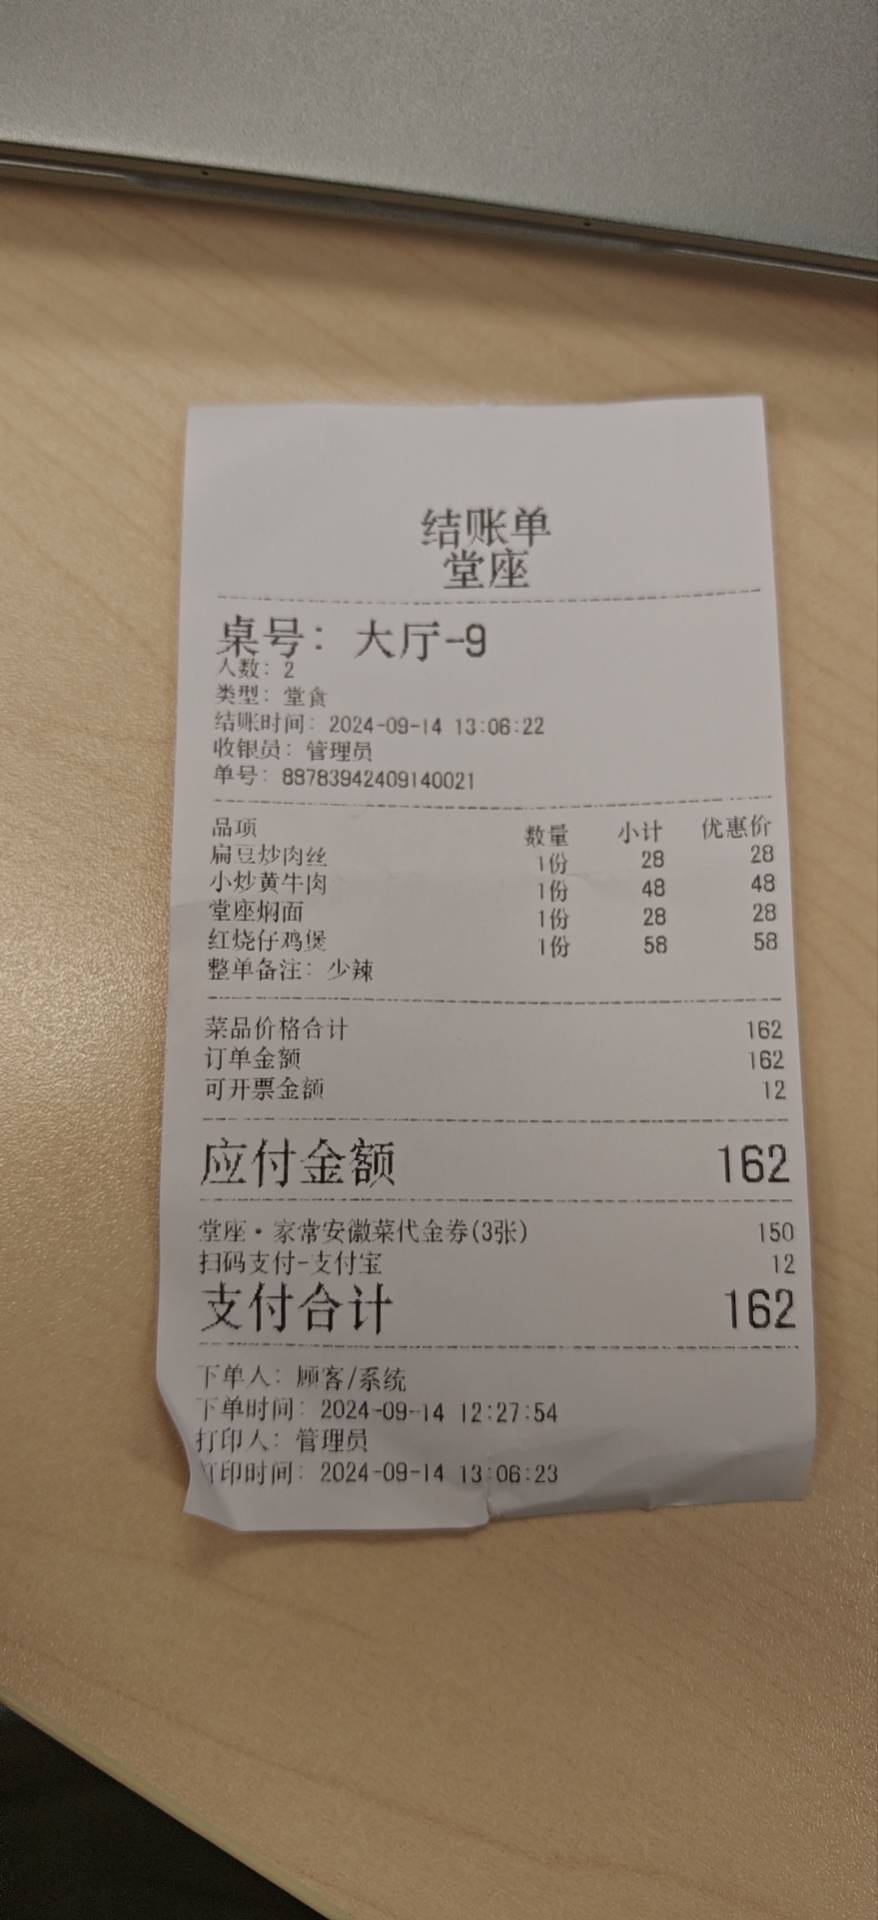 结账单
堂座
桌号：大厅-9
人数：2
类型：堂食
结账时间：2024-09-14 13:06:22
收银员：管理员
单号：88783942409140021
品项 数量 小计 优惠价
扁豆炒肉丝 1份 28 28
小炒黄牛肉 1份 48 48
堂座焖面 1份 28 28
红烧仔鸡煲 1份 58 58
整单备注：少辣
菜品价格合计 162
订单金额 162
可开票金额 12
应付金额 162
堂座·家常安徽菜代金券(3张) 150
扫码支付-支付宝 12
支付合计 162
下单人：顾客/系统
下单时间：2024-09-14 12:27:54
打印人：管理员
打印时间：2024-09-14 13:06:23